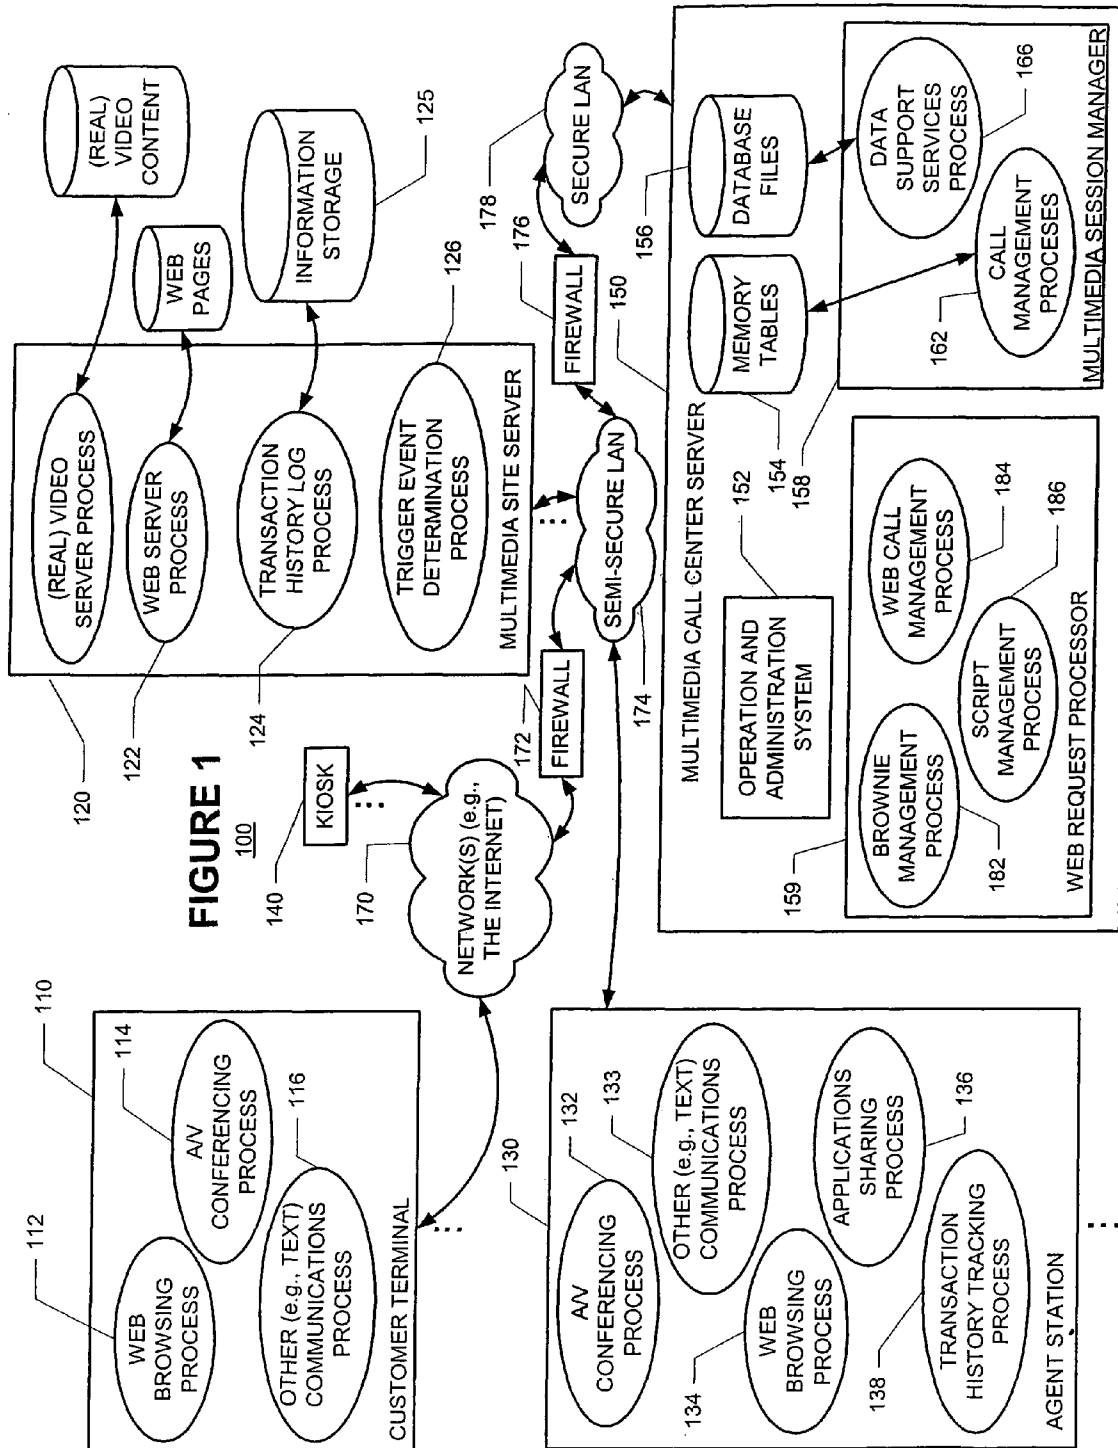 FIGURE 1
100
110
112
WEB
BROWSING
PROCESS
114
A/V
CONFERENCING
PROCESS
116
OTHER (e.g., TEXT)
COMMUNICATIONS
PROCESS
CUSTOMER TERMINAL
140
KIOSK
170
NETWORK(S) (e.g.,
THE INTERNET)
172
FIREWALL
120
(REAL) VIDEO
SERVER PROCESS
122
WEB SERVER
PROCESS
124
TRANSACTION
HISTORY LOG
PROCESS
TRIGGER EVENT
DETERMINATION
PROCESS
126
MULTIMEDIA SITE SERVER
(REAL)
VIDEO
CONTENT
WEB
PAGES
INFORMATION
STORAGE
125
SEMI-SECURE LAN
174
FIREWALL
176
SECURE LAN
178
130
A/V
CONFERENCING
PROCESS
132
OTHER (e.g., TEXT)
COMMUNICATIONS
PROCESS
133
134
WEB
BROWSING
PROCESS
APPLICATIONS
SHARING
PROCESS
136
138
TRANSACTION
HISTORY TRACKING
PROCESS
AGENT STATION
150
MULTIMEDIA CALL CENTER SERVER
152
OPERATION AND
ADMINISTRATION
SYSTEM
154
MEMORY
TABLES
156
DATABASE
FILES
158
DATA
SUPPORT
SERVICES
PROCESS
166
162
CALL
MANAGEMENT
PROCESES
MULTIMEDIA SESSION MANAGER
159
BROWNIE
MANAGEMENT
PROCESS
182
WEB CALL
MANAGEMENT
PROCESS
184
SCRIPT
MANAGEMENT
PROCESS
186
WEB REQUEST PROCESSOR